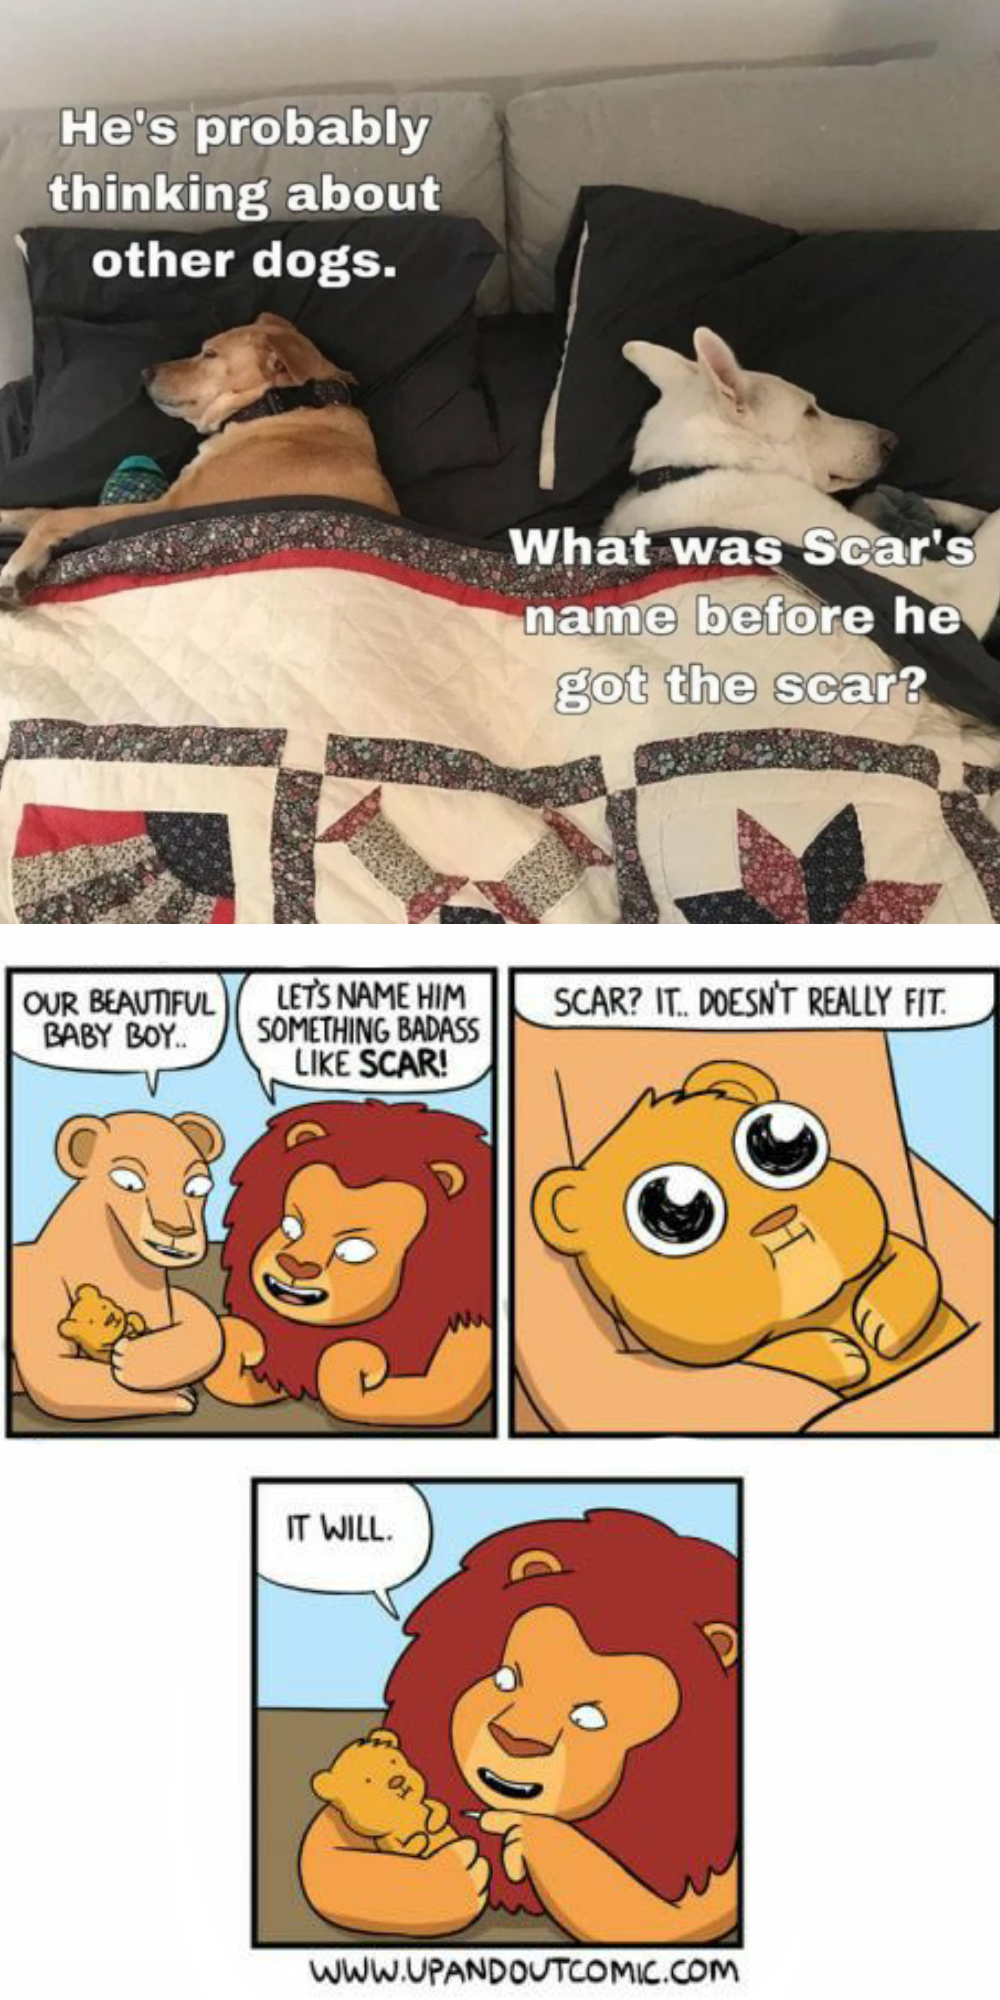 He's probably
thinking about
other dogs.
What was Scar's
name before he
got the scar?
OUR BEAUTIFUL
BABY BOY..
LET'S NAME HIM
SOMETHING BADASS
LIKE SCAR!
SCAR? IT.. DOESN'T REALLY FIT.
IT WILL.
WWW.UPANDOUTCOMIC.COM